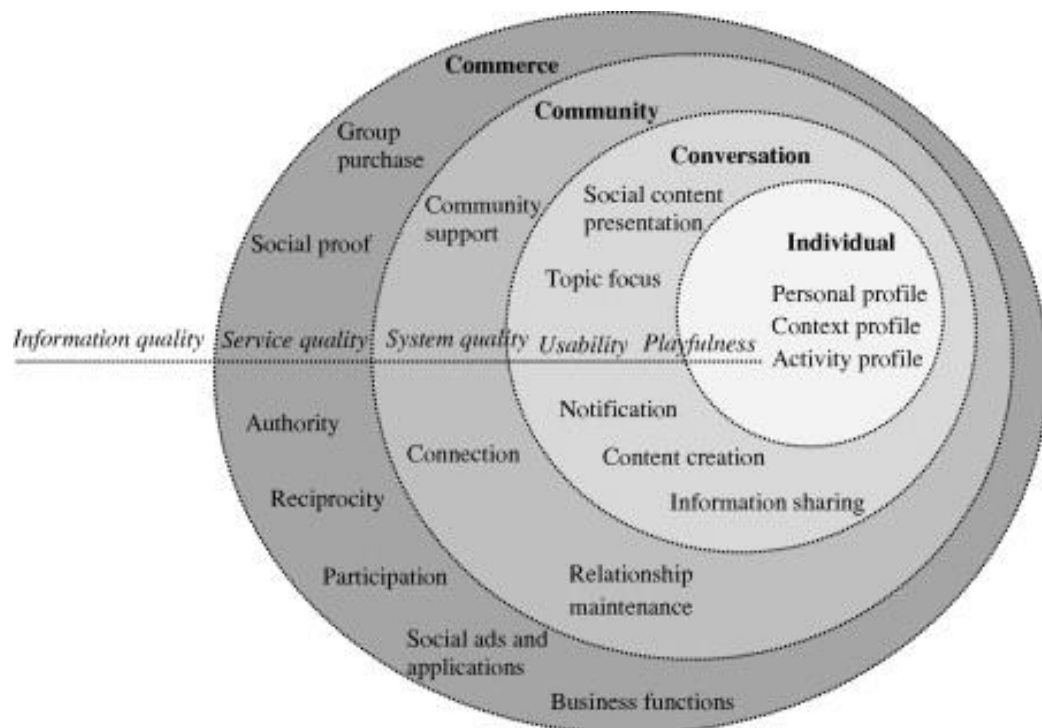 Commerce
Community
Group
purchase
Conversation
Social content
presentation
Community
support
Individual
Social proof
Topic focus
Personal profile
Context profile
Activity profile
Information quality
Service quality
System quality
Usability
Playfulness
Authority
Notification
Connection
Content creation
Reciprocity
Information sharing
Participation
Relationship
maintenance
Social ads and
applications
Business functions